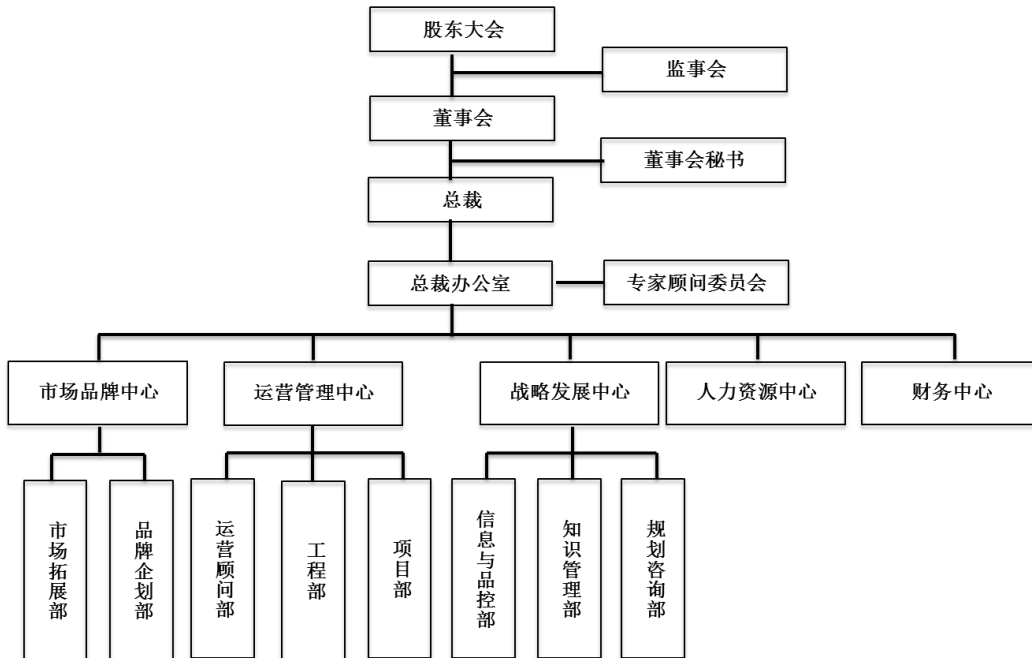 股东大会
监事会
董事会
董事会秘书
总裁
总裁办公室
专家顾问委员会
市场品牌中心
运营管理中心
战略发展中心
人力资源中心
财务中心
市场拓展部
品牌企划部
运营顾问部
工程部
项目部
信息与品控部
知识管理部
规划咨询部